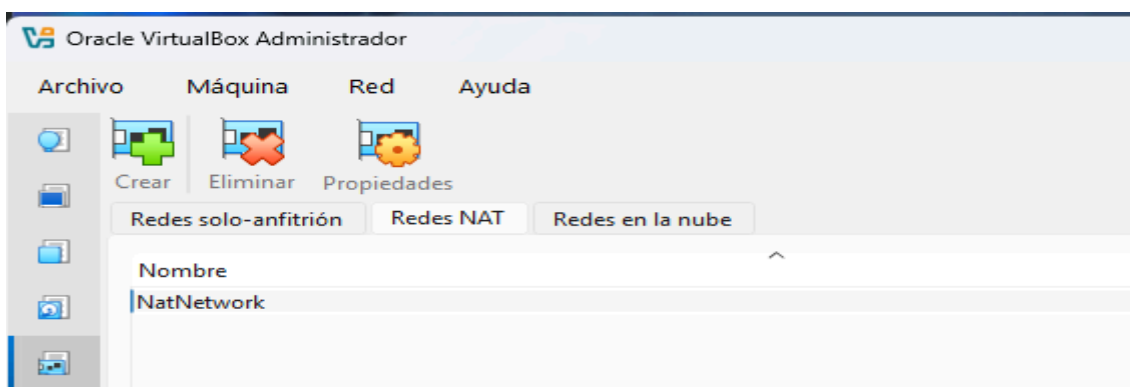 Oracle VirtualBox Administrador
Archivo Máquina Red Ayuda
Crear Eliminar Propiedades
Redes solo-anfitrión Redes NAT Redes en la nube
Nombre
NatNetwork